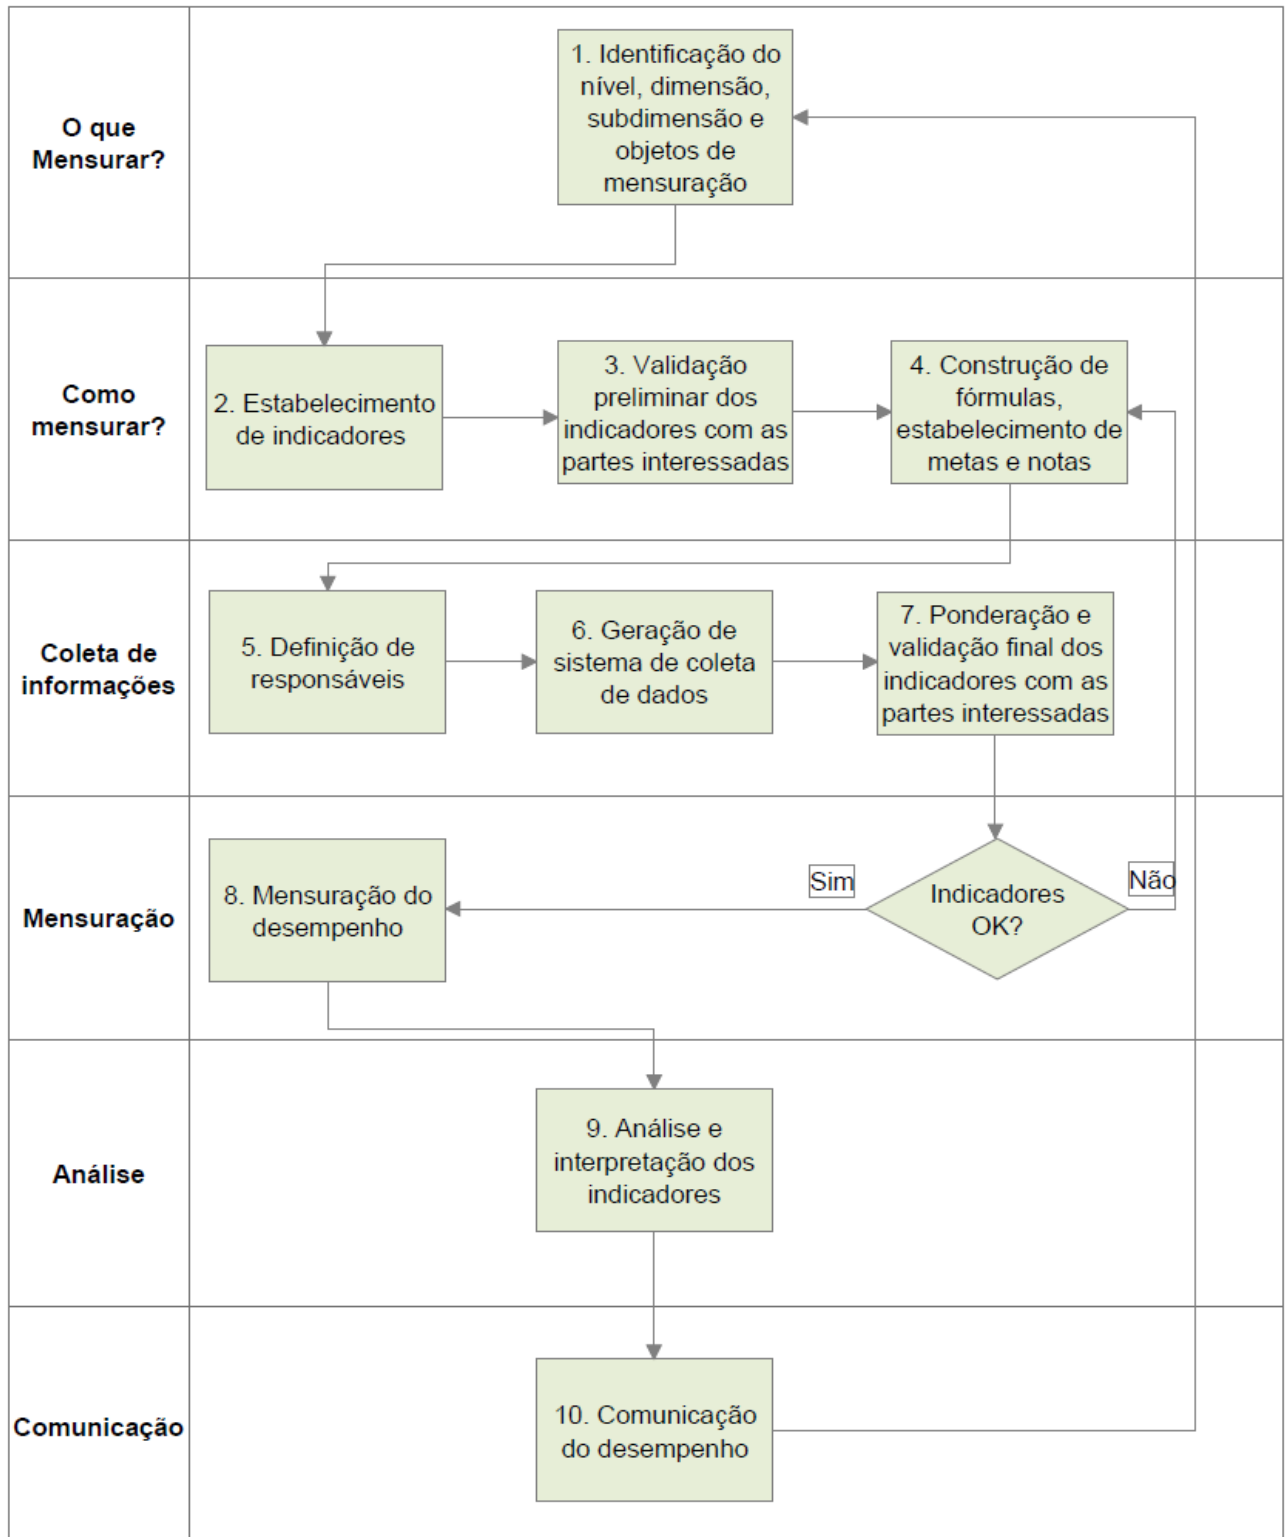 O que
Mensurar?
1. Identificação do
nível, dimensão,
subdimensão e
objetos de
mensuração
Como
mensurar?
2. Estabelecimento
de indicadores
3. Validação
preliminar dos
indicadores com as
partes interessadas
4. Construção de
fórmulas,
estabelecimento de
metas e notas
Coleta de
informações
5. Definição de
responsáveis
6. Geração de
sistema de coleta
de dados
7. Ponderação e
validação final dos
indicadores com as
partes interessadas
Mensuração
8. Mensuração do
desempenho
Sim
Indicadores
OK?
Não
Análise
9. Análise e
interpretação dos
indicadores
Comunicação
10. Comunicação
do desempenho